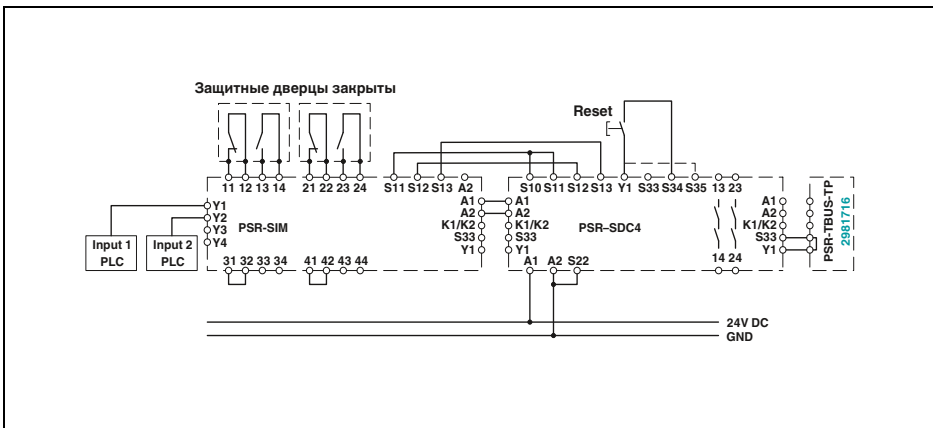 Защитные дверцы закрыты
Reset
11 12 13 14 21 22 23 24 S11 S12 S13 A2 S10 S11 S12 S13 Y1 S33 S34 S35 13 23
Y1
Y2
Y3
Y4
PSR-SIM
A1
A2
K1/K2
S33
Y1
A1
A2
K1/K2
S33
Y1
PSR–SDC4
A1
A2
K1/K2
S33
Y1
PSR-TBUS-TP
2981716
Input 1
PLC
Input 2
PLC
31 32 33 34 41 42 43 44 A1 A2 S22 14 24
24V DC
GND